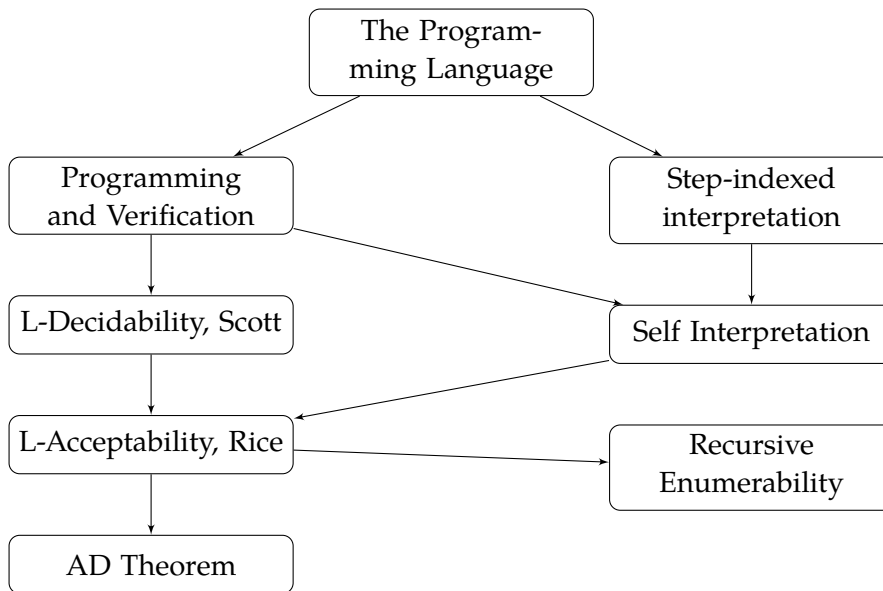 The Program-
ming Language
Programming
and Verification
Step-indexed
interpretation
L-Decidability, Scott
Self Interpretation
L-Acceptability, Rice
Recursive
Enumerability
AD Theorem